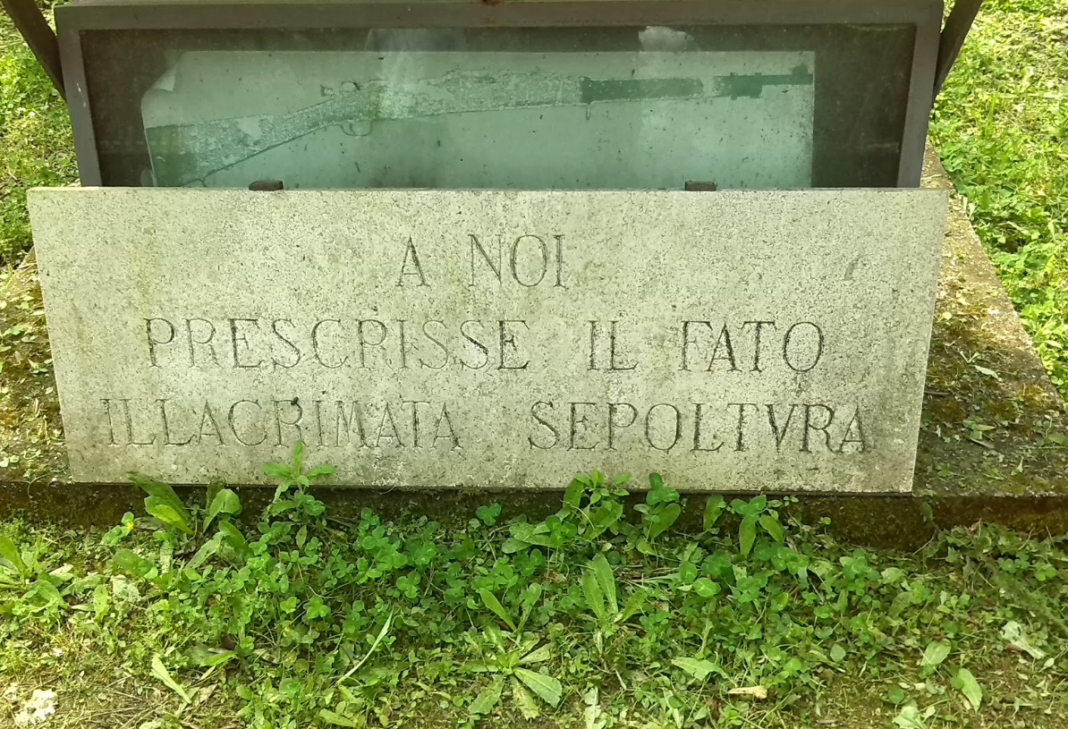 A NOI
PRESCRISSE IL FATO
ILLACRIMATA SEPOLTVRA